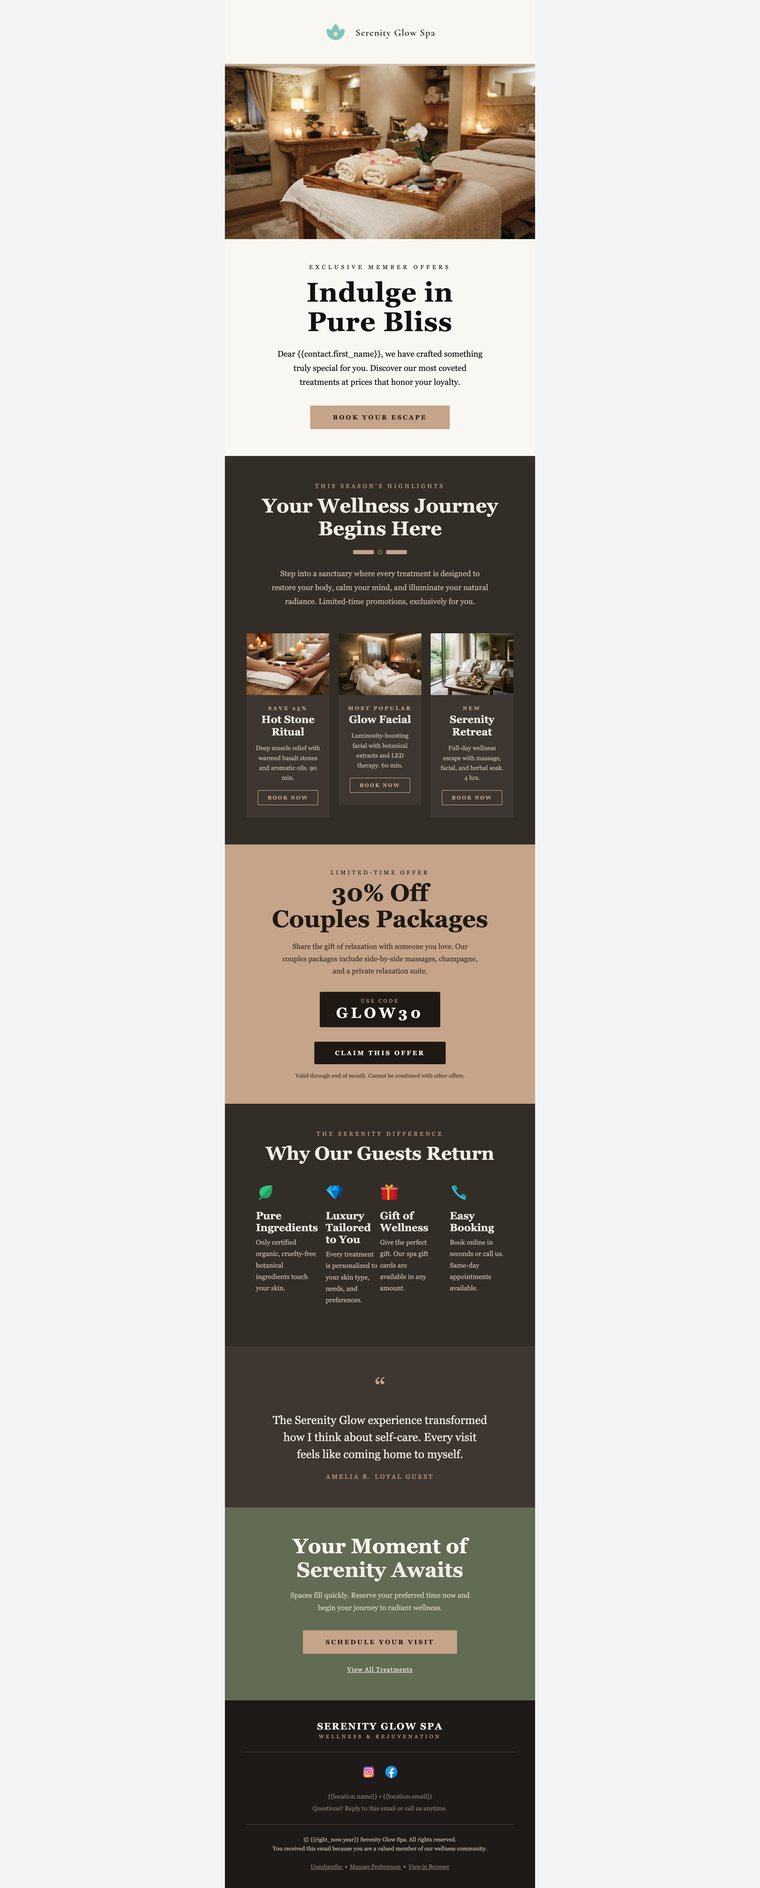 Serenity Glow Spa
EXCLUSIVE MEMBER OFFERS
Indulge in
Pure Bliss
Dear {{contact.first_name}}, we have crafted something
truly special for you. Discover our most coveted
treatments at prices that honor your loyalty.
BOOK YOUR ESCAPE
THIS SEASON'S HIGHLIGHTS
Your Wellness Journey
Begins Here
Step into a sanctuary where every treatment is designed to
restore your body, calm your mind, and illuminate your natural
radiance. Limited-time promotions, exclusively for you.
SAVE 25%
Hot Stone
Ritual
Deep muscle relief with
warmed basalt stones
and aromatic oils. 90
min.
BOOK NOW
MOST POPULAR
Glow Facial
Luminosity-boosting
facial with botanical
extracts and LED
therapy. 60 min.
BOOK NOW
NEW
Serenity
Retreat
Full-day wellness
escape with massage,
facial, and herbal soak.
4 hrs.
BOOK NOW
LIMITED-TIME OFFER
30% Off
Couples Packages
Share the gift of relaxation with someone you love. Our
couples packages include side-by-side massages, champagne,
and a private relaxation suite.
USE CODE
GLOW30
CLAIM THIS OFFER
Valid through end of month. Cannot be combined with other offers.
THE SERENITY DIFFERENCE
Why Our Guests Return
Pure
Ingredients
Only certified
organic, cruelty-free
botanical
ingredients touch
your skin.
Luxury
Tailored
to You
Every treatment
is personalized to
your skin type,
needs, and
preferences.
Gift of
Wellness
Give the perfect
gift. Our spa gift
cards are
available in any
amount.
Easy
Booking
Book online in
seconds or call us.
Same-day
appointments
available.
“
The Serenity Glow experience transformed
how I think about self-care. Every visit
feels like coming home to myself.
AMELIA R. LOYAL GUEST
Your Moment of
Serenity Awaits
Spaces fill quickly. Reserve your preferred time now and
begin your journey to radiant wellness.
SCHEDULE YOUR VISIT
View All Treatments
SERENITY GLOW SPA
WELLNESS & REJUVENATION
{{location.name}} • {{location.email}}
Questions? Reply to this email or call us anytime.
© {{right_now.year}} Serenity Glow Spa. All rights reserved.
You received this email because you are a valued member of our wellness community.
Unsubscribe • Manage Preferences • View in Browser